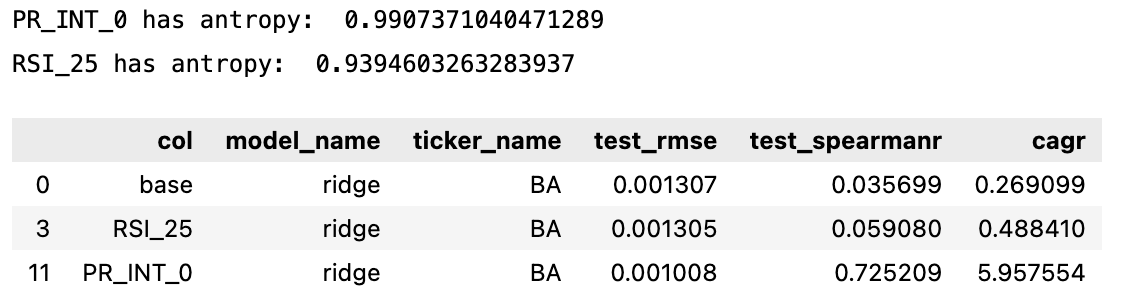 PR_INT_0 has antropy:  0.9907371040471289
RSI_25 has antropy:  0.9394603263283937
col model_name ticker_name test_rmse test_spearmanr cagr
0 base ridge BA 0.001307 0.035699 0.269099
3 RSI_25 ridge BA 0.001305 0.059080 0.488410
11 PR_INT_0 ridge BA 0.001008 0.725209 5.957554